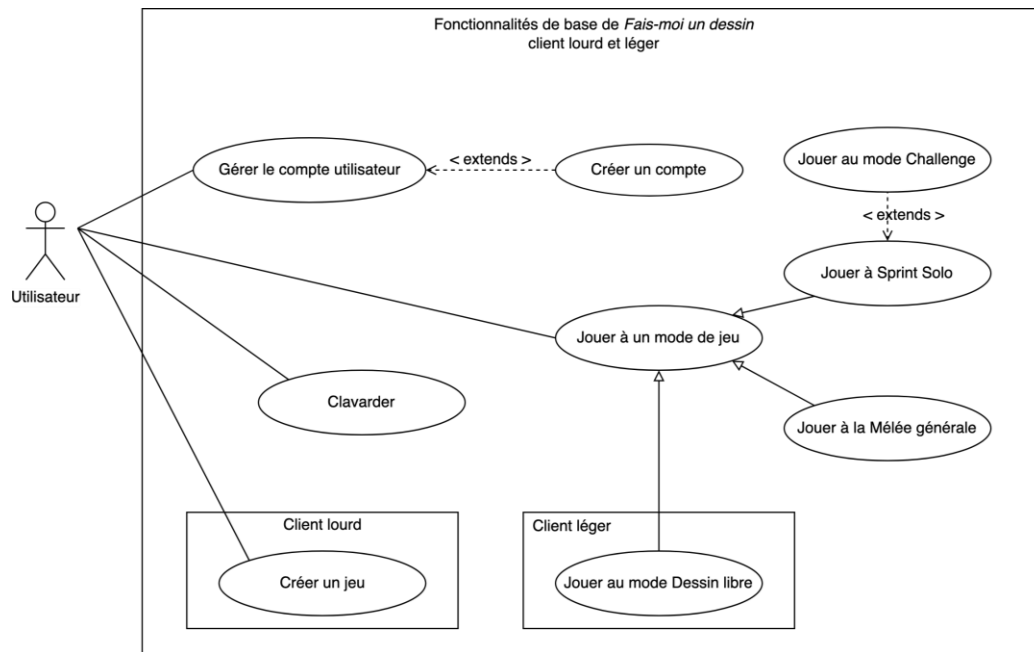 Fonctionnalités de base de Fais-moi un dessin
client lourd et léger
Gérer le compte utilisateur
< extends >
Créer un compte
Jouer au mode Challenge
< extends >
Jouer à Sprint Solo
Utilisateur
Jouer à un mode de jeu
Clavarder
Jouer à la Mélée générale
Client lourd
Créer un jeu
Client léger
Jouer au mode Dessin libre